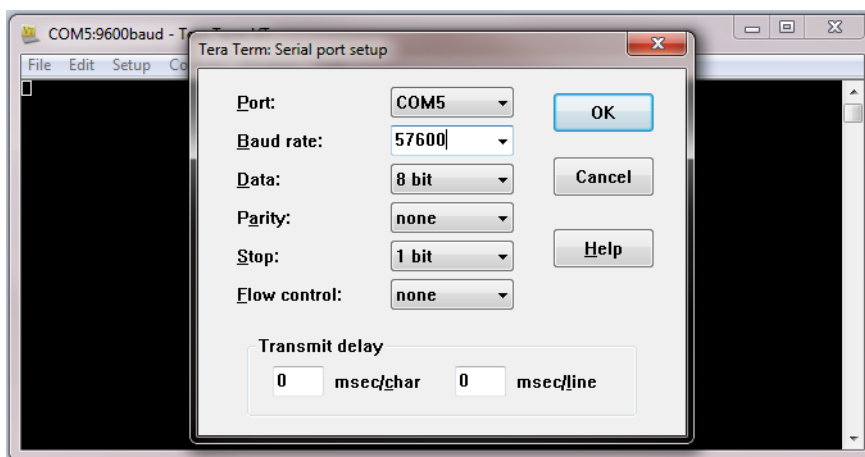 COM5:9600baud - Te
Tera Term: Serial port setup
File Edit Setup Co
Port: COM5
OK
Baud rate: 57600
Data: 8 bit
Cancel
Parity: none
Stop: 1 bit
Help
Flow control: none
Transmit delay
0 msec/char 0 msec/line